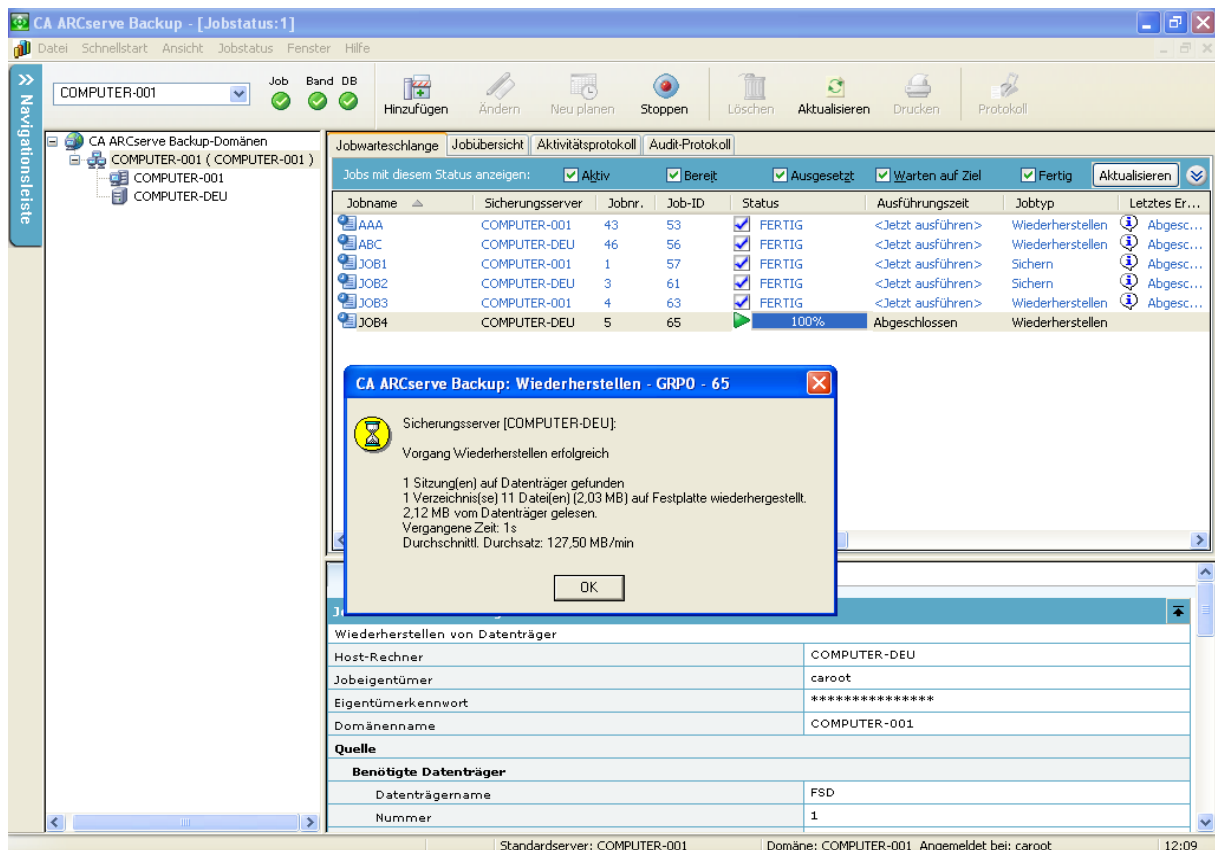 CA ARCserve Backup - [Jobstatus:1]
Datei Schnellstart Ansicht Jobstatus Fenster Hilfe
Navigationsleiste
COMPUTER-001
Job Band DB
Hinzufügen Ändern Neu planen Stoppen Löschen Aktualisieren Drucken Protokoll
CA ARCserve Backup-Domänen
COMPUTER-001 ( COMPUTER-001 )
COMPUTER-001
COMPUTER-DEU
Jobwarteschlange Jobübersicht Aktivitätsprotokoll Audit-Protokoll
Jobs mit diesem Status anzeigen: Aktiv Bereit Ausgesetzt Warten auf Ziel Fertig Aktualisieren
Jobname Sicherungsserver Jobnr. Job-ID Status Ausführungszeit Jobtyp Letztes Er...
AAA COMPUTER-001 43 53 FERTIG <Jetzt ausführen> Wiederherstellen Abgesc...
ABC COMPUTER-DEU 46 56 FERTIG <Jetzt ausführen> Wiederherstellen Abgesc...
JOB1 COMPUTER-001 1 57 FERTIG <Jetzt ausführen> Sichern Abgesc...
JOB2 COMPUTER-DEU 3 61 FERTIG <Jetzt ausführen> Sichern Abgesc...
JOB3 COMPUTER-001 4 63 FERTIG <Jetzt ausführen> Wiederherstellen Abgesc...
JOB4 COMPUTER-DEU 5 65 100% Abgeschlossen Wiederherstellen
CA ARCserve Backup: Wiederherstellen - GRP0 - 65
Sicherungsserver [COMPUTER-DEU]:
Vorgang Wiederherstellen erfolgreich
1 Sitzung(en) auf Datenträger gefunden
1 Verzeichnis(se) 11 Datei(en) (2,03 MB) auf Festplatte wiederhergestellt.
2,12 MB vom Datenträger gelesen.
Vergangene Zeit: 1s
Durchschnittl. Durchsatz: 127,50 MB/min
OK
Wiederherstellen von Datenträger
Host-Rechner COMPUTER-DEU
Jobeigentümer caroot
Eigentümerkennwort ***************
Domänenname COMPUTER-001
Quelle
Benötigte Datenträger
Datenträgername FSD
Nummer 1
Standardserver: COMPUTER-001 Domäne: COMPUTER-001 Angemeldet bei: caroot 12:09